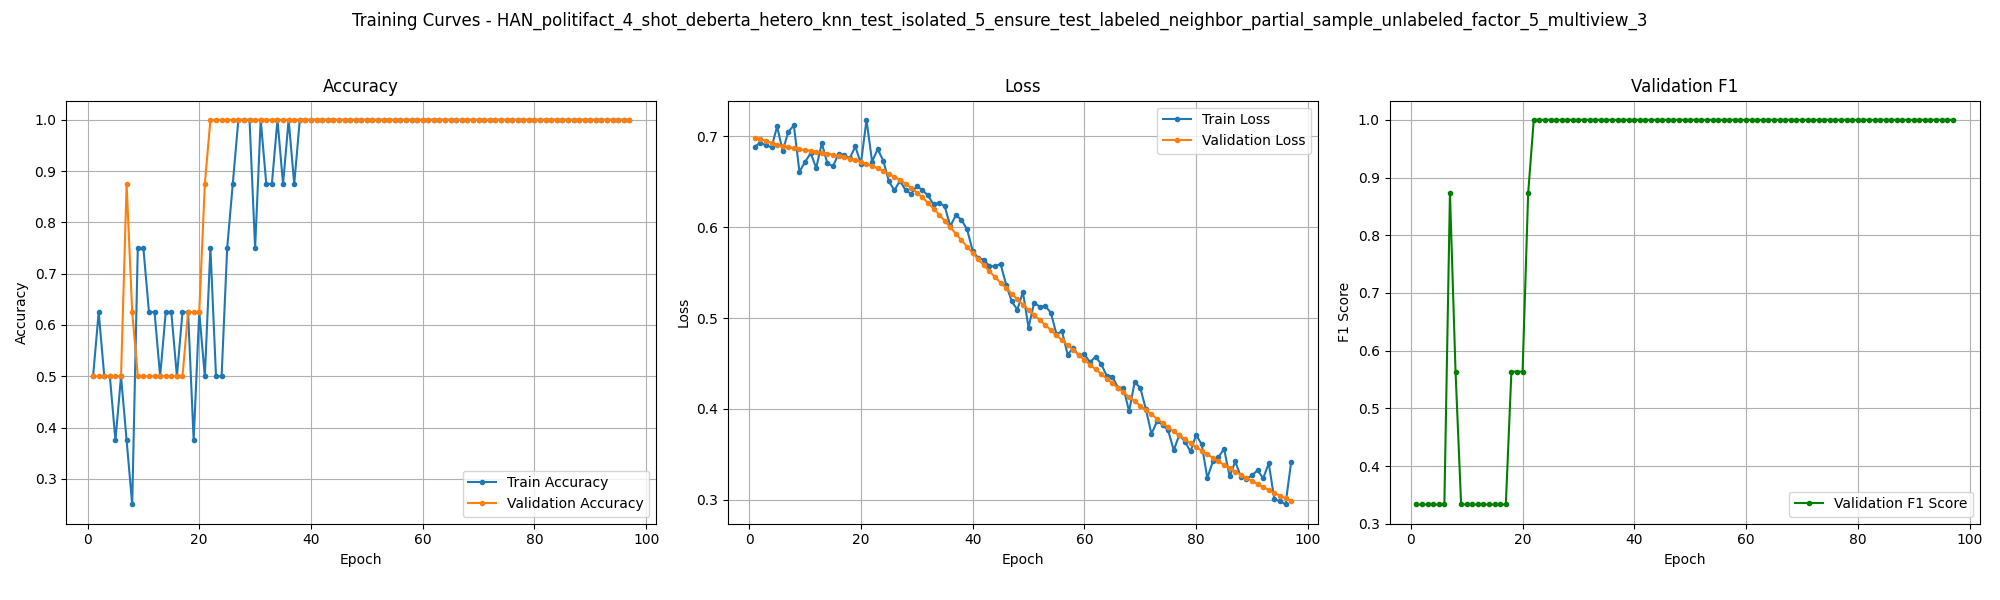 Training Curves - HAN_politifact_4_shot_deberta_hetero_knn_test_isolated_5_ensure_test_labeled_neighbor_partial_sample_unlabeled_factor_5_multiview_3
Accuracy
1.0
0.9
0.8
0.7
0.6
0.5
0.4
0.3
Accuracy
0
20
40
60
80
100
Epoch
Train Accuracy
Validation Accuracy
Loss
0.7
0.6
0.5
0.4
0.3
Loss
0
20
40
60
80
100
Epoch
Train Loss
Validation Loss
Validation F1
1.0
0.9
0.8
0.7
0.6
0.5
0.4
0.3
F1 Score
0
20
40
60
80
100
Epoch
Validation F1 Score